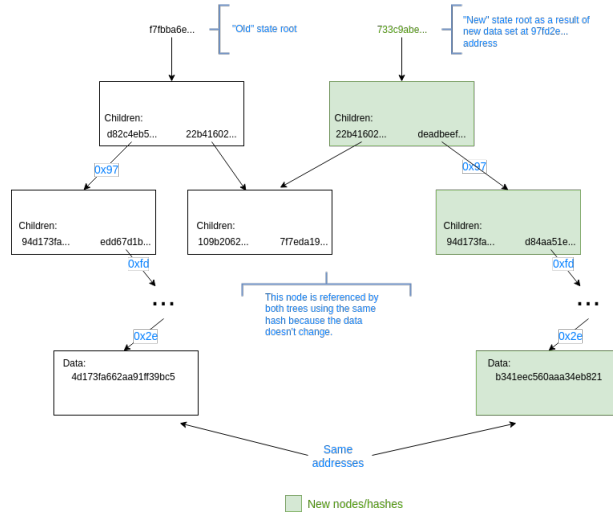 f7fbba6e...
"Old" state root
733c9abe...
"New" state root as a result of
new data set at 97fd2e...
address
Children:
d82c4eb5...
22b41602...
Children:
22b41602...
deadbeef...
0x97
0x97
Children:
94d173fa...
edd67d1b...
Children:
109b2062...
7f7eda19...
Children:
94d173fa...
d84aa51e...
0xfd
0xfd
...
...
This node is referenced by
both trees using the same
hash because the data
doesn't change.
0x2e
0x2e
Data:
4d173fa662aa91ff39bc5
Data:
b341eec560aaa34eb821
Same
addresses
New nodes/hashes